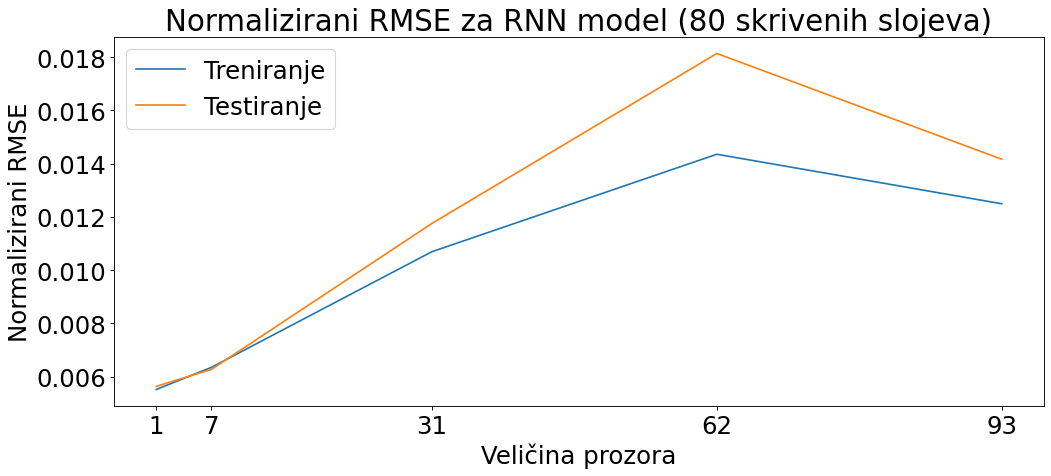 Normalizirani RMSE za RNN model (80 skrivenih slojeva)
Treniranje
Testiranje
Normalizirani RMSE
0.018
0.016
0.014
0.012
0.010
0.008
0.006
1 7 31 62 93
Veličina prozora